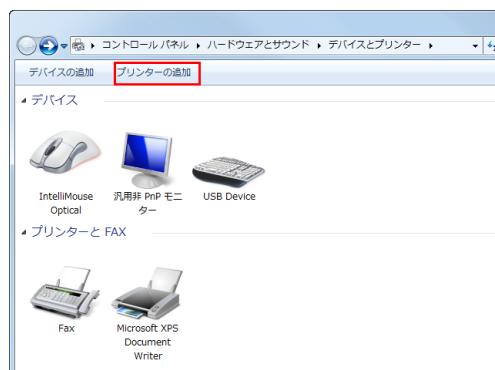 コントロール パネル ▸ ハードウェアとサウンド ▸ デバイスとプリンター ▸
デバイスの追加 プリンターの追加
デバイス
IntelliMouse Optical
汎用非 PnP モニター
USB Device
プリンターと FAX
Fax
Microsoft XPS Document Writer